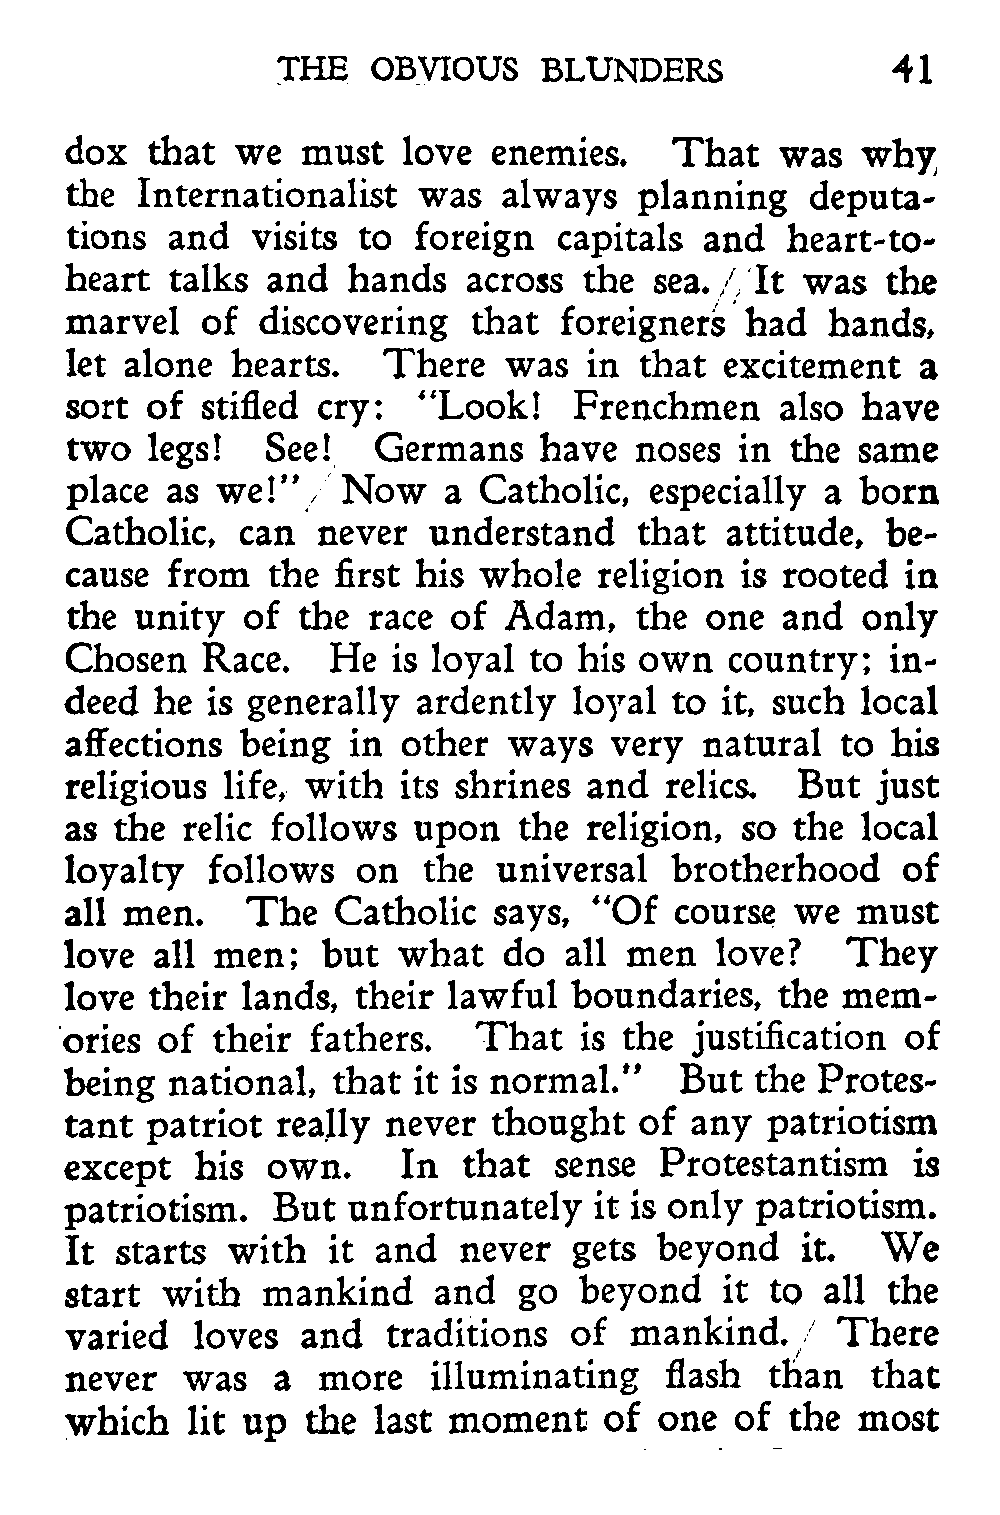 THE OBVIOUS BLUNDERS 41
dox that we must love enemies. That was why
the Internationalist was always planning deputa-
tions and visits to foreign capitals and heart-to-
heart talks and hands across the sea. It was the
marvel of discovering that foreigners had hands,
let alone hearts. There was in that excitement a
sort of stifled cry: "Look! Frenchmen also have
two legs! See! Germans have noses in the same
place as we!" Now a Catholic, especially a born
Catholic, can never understand that attitude, be-
cause from the first his whole religion is rooted in
the unity of the race of Adam, the one and only
Chosen Race. He is loyal to his own country; in-
deed he is generally ardently loyal to it, such local
affections being in other ways very natural to his
religious life, with its shrines and relics. But just
as the relic follows upon the religion, so the local
loyalty follows on the universal brotherhood of
all men. The Catholic says, "Of course we must
love all men; but what do all men love? They
love their lands, their lawful boundaries, the mem-
ories of their fathers. That is the justification of
being national, that it is normal." But the Protes-
tant patriot really never thought of any patriotism
except his own. In that sense Protestantism is
patriotism. But unfortunately it is only patriotism.
It starts with it and never gets beyond it. We
start with mankind and go beyond it to all the
varied loves and traditions of mankind. There
never was a more illuminating flash than that
which lit up the last moment of one of the most